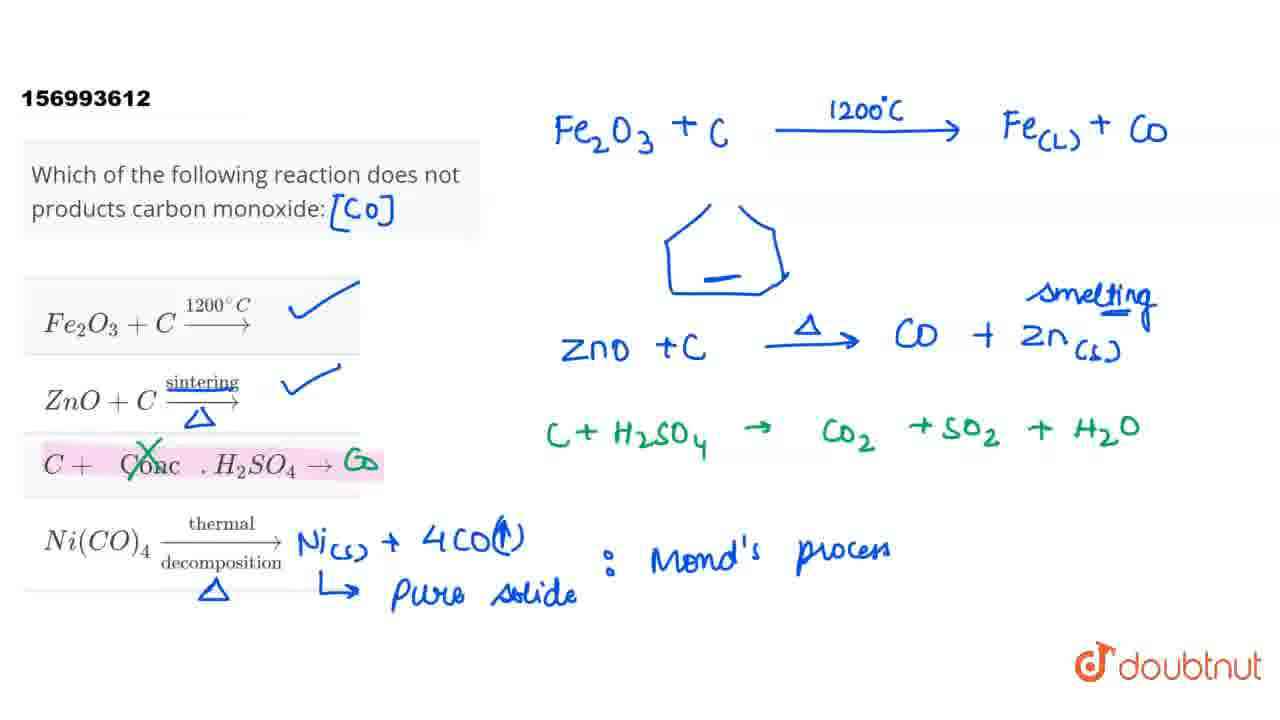 156993612
Which of the following reaction does not
products carbon monoxide: [CO]
Fe2O3 + C 1200°C →
ZnO + C sintering → Δ
C + Conc . H2SO4 → CO
Ni(CO)4 thermal → decomposition Δ Ni(s) + 4CO(↑)
↳ Pure solide : Mond's process
Fe2O3 + C 1200°C → Fe(L) + CO
smelting
ZnO + C Δ → CO + Zn(s)
C + H2SO4 → CO2 + SO2 + H2O
doubtnut